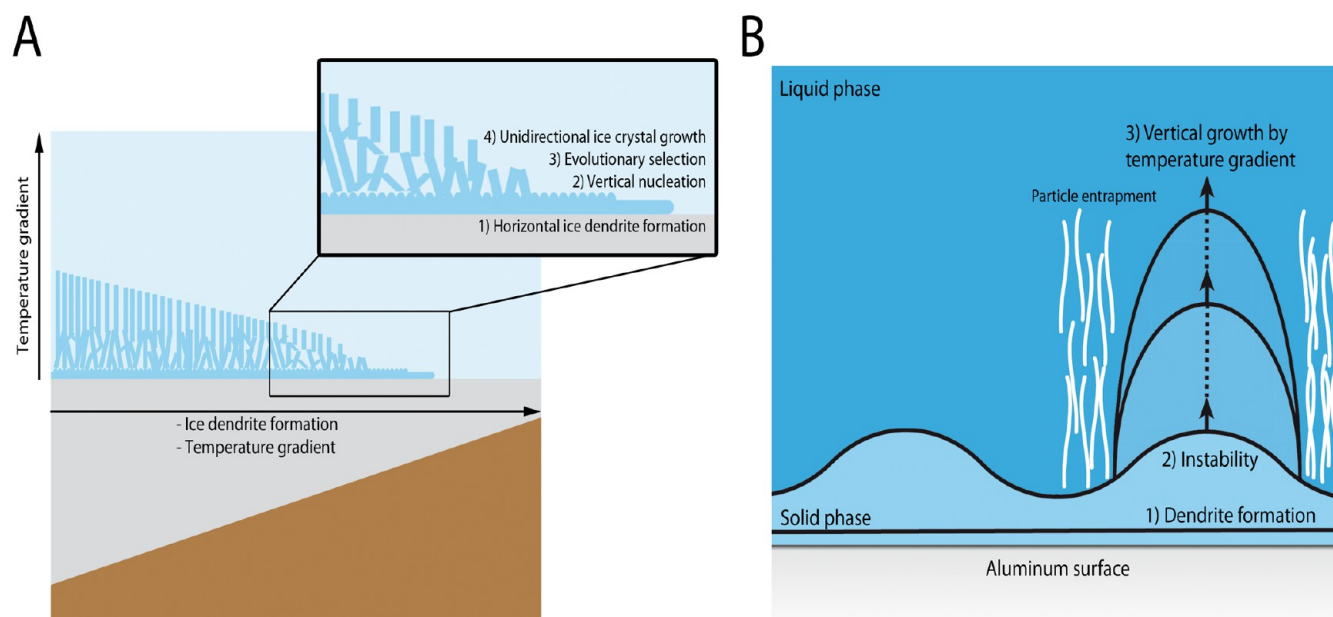 A
Temperature gradient
4) Unidirectional ice crystal growth
3) Evolutionary selection
2) Vertical nucleation
1) Horizontal ice dendrite formation
- Ice dendrite formation
- Temperature gradient
B
Liquid phase
3) Vertical growth by
temperature gradient
Particle entrapment
2) Instability
Solid phase
1) Dendrite formation
Aluminum surface